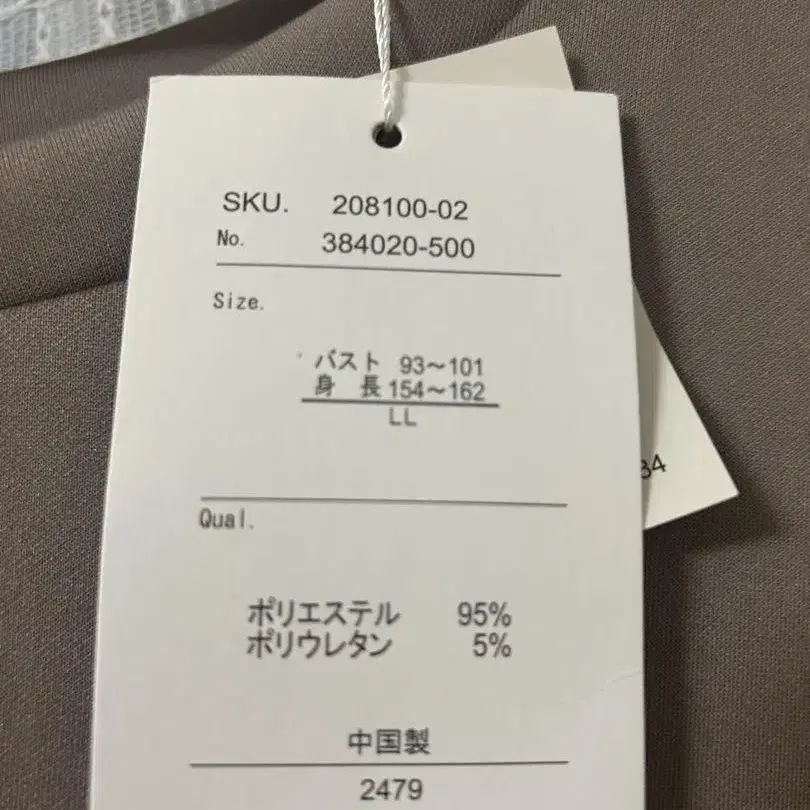 SKU. 208100-02
No. 384020-500
Size.
バスト 93～101
身 長 154～162
LL
Qual.
ポリエステル 95%
ポリウレタン 5%
中国製
2479
34